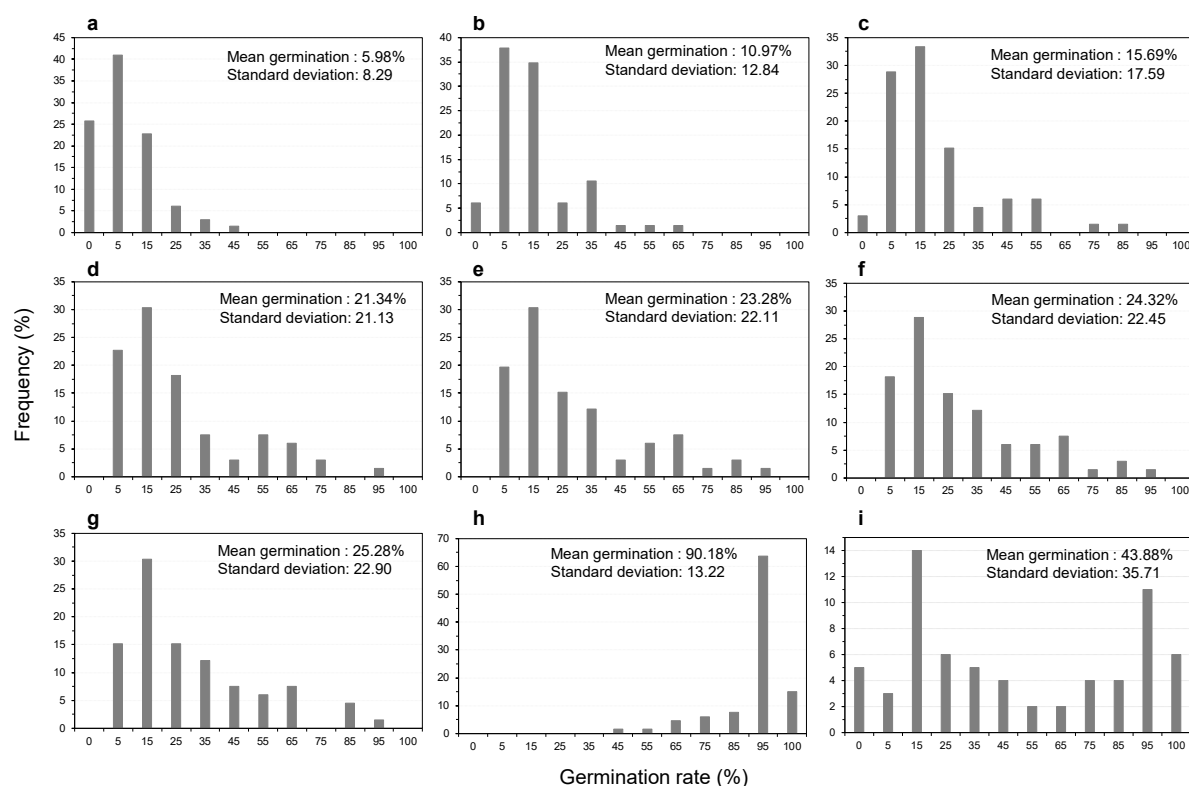 a
45
40
35
30
25
20
15
10
5
0
Mean germination : 5.98%
Standard deviation: 8.29
0 5 15 25 35 45 55 65 75 85 95 100
b
40
35
30
25
20
15
10
5
0
Mean germination : 10.97%
Standard deviation: 12.84
0 5 15 25 35 45 55 65 75 85 95 100
c
35
30
25
20
15
10
5
0
Mean germination : 15.69%
Standard deviation: 17.59
0 5 15 25 35 45 55 65 75 85 95 100
Frequency (%)
d
35
30
25
20
15
10
5
0
Mean germination : 21.34%
Standard deviation: 21.13
0 5 15 25 35 45 55 65 75 85 95 100
e
35
30
25
20
15
10
5
0
Mean germination : 23.28%
Standard deviation: 22.11
0 5 15 25 35 45 55 65 75 85 95 100
f
35
30
25
20
15
10
5
0
Mean germination : 24.32%
Standard deviation: 22.45
0 5 15 25 35 45 55 65 75 85 95 100
g
35
30
25
20
15
10
5
0
Mean germination : 25.28%
Standard deviation: 22.90
0 5 15 25 35 45 55 65 75 85 95 100
h
70
60
50
40
30
20
10
0
Mean germination : 90.18%
Standard deviation: 13.22
0 5 15 25 35 45 55 65 75 85 95 100
i
14
12
10
8
6
4
2
0
Mean germination : 43.88%
Standard deviation: 35.71
0 5 15 25 35 45 55 65 75 85 95 100
Germination rate (%)